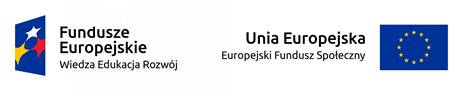 Fundusze
Europejskie
Wiedza Edukacja Rozwój
Unia Europejska
Europejski Fundusz Społeczny